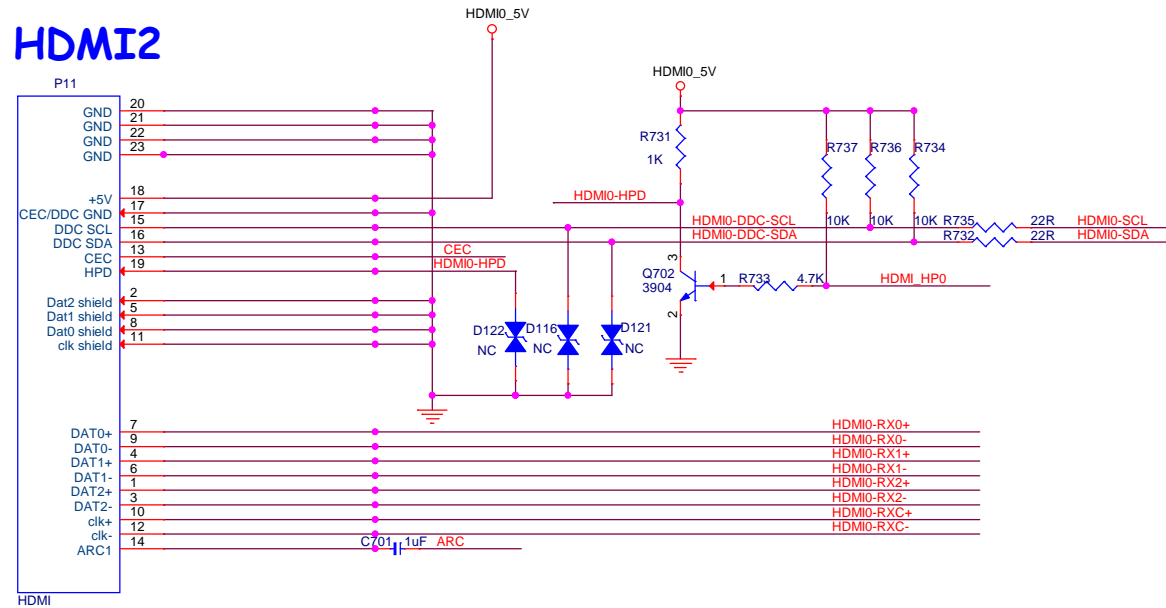 HDMI2
HDMI0_5V
P11
HDMI0_5V
GND 20
GND 21
GND 22
GND 23
R731
1K
R737
R736
R734
+5V 18
CEC/DDC GND 17
DDC SCL 15
DDC SDA 16
CEC 13
HPD 19
CEC
HDMI0-HPD
HDMI0-HPD
HDMI0-DDC-SCL
HDMI0-DDC-SDA
10K
10K
10K
R735 22R HDMI0-SCL
R732 22R HDMI0-SDA
3
Q702
3904
1
2
R733 4.7K HDMI_HP0
Dat2 shield 2
Dat1 shield 5
Dat0 shield 8
clk shield 11
D122
NC
D116
NC
D121
NC
DAT0+ 7 HDMI0-RX0+
DAT0- 9 HDMI0-RX0-
DAT1+ 4 HDMI0-RX1+
DAT1- 6 HDMI0-RX1-
DAT2+ 1 HDMI0-RX2+
DAT2- 3 HDMI0-RX2-
clk+ 10 HDMI0-RXC+
clk- 12 HDMI0-RXC-
ARC1 14 C701 1uF ARC
HDMI